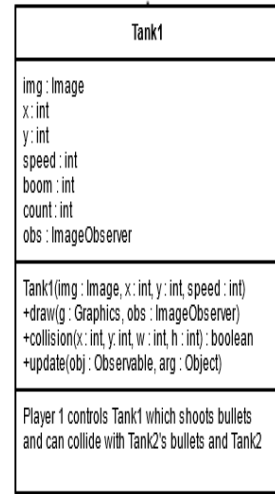 Tank1
img : Image
x : int
y : int
speed : int
boom : int
count : int
obs : ImageObserver
Tank1(img : Image, x : int, y : int, speed : int)
+draw(g : Graphics, obs : ImageObserver)
+collision(x : int, y: int, w : int, h : int) : boolean
+update(obj : Observable, arg : Object)
Player 1 controls Tank1 which shoots bullets
and can collide with Tank2's bullets and Tank2